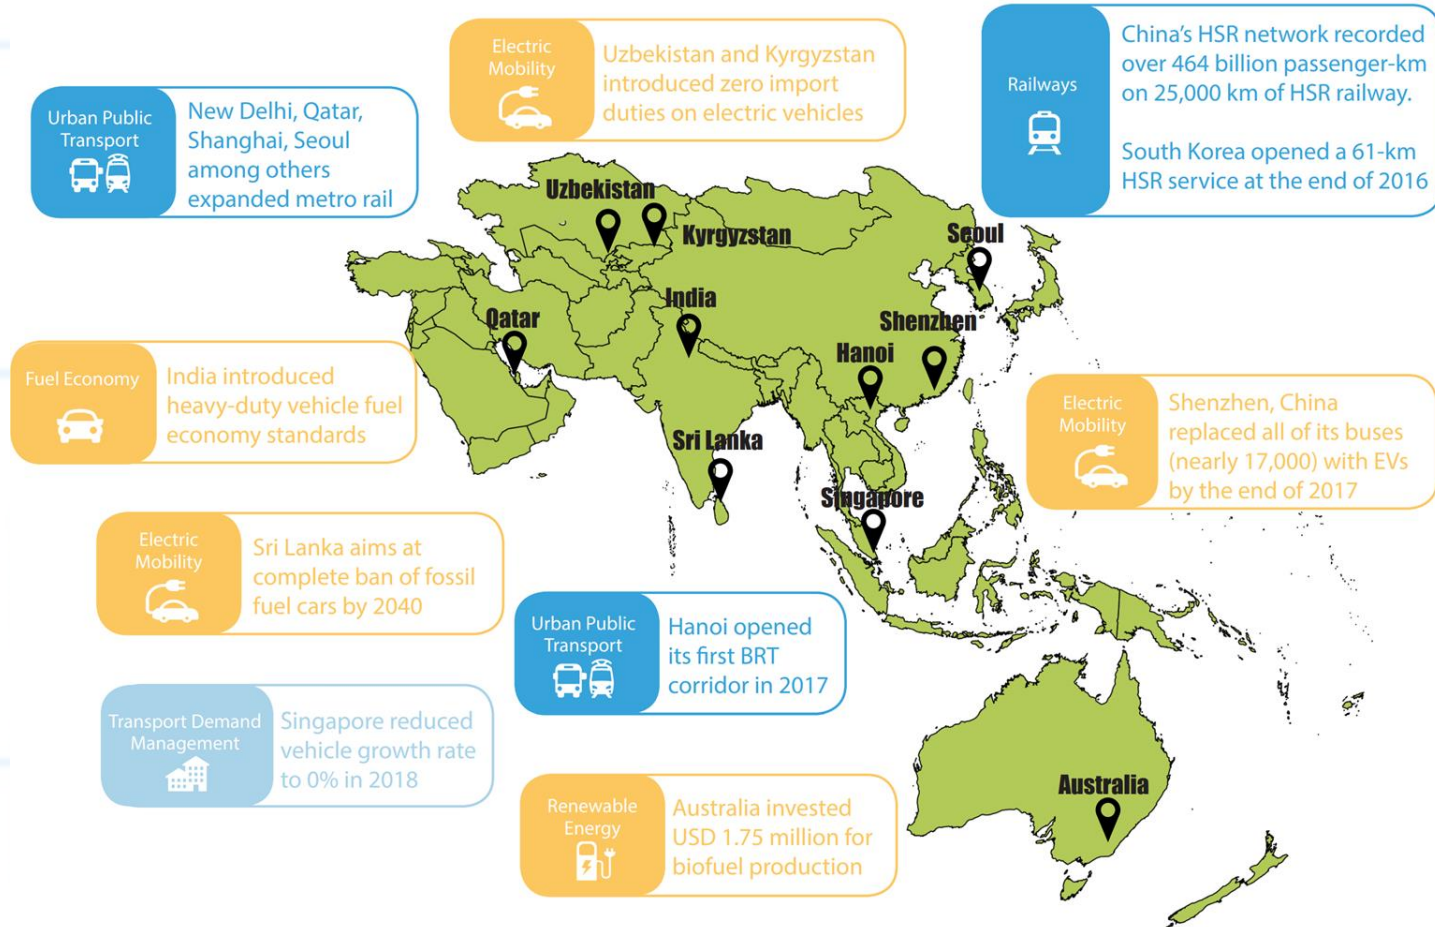 Electric
Mobility
Uzbekistan and Kyrgyzstan
introduced zero import
duties on electric vehicles
Railways
China's HSR network recorded
over 464 billion passenger-km
on 25,000 km of HSR railway.
South Korea opened a 61-km
HSR service at the end of 2016
Urban Public
Transport
New Delhi, Qatar,
Shanghai, Seoul
among others
expanded metro rail
Uzbekistan
Kyrgyzstan
Seoul
India
Qatar
Shenzhen
Hanoi
Sri Lanka
Singapore
Australia
Fuel Economy
India introduced
heavy-duty vehicle fuel
economy standards
Electric
Mobility
Shenzhen, China
replaced all of its buses
(nearly 17,000) with EVs
by the end of 2017
Electric
Mobility
Sri Lanka aims at
complete ban of fossil
fuel cars by 2040
Urban Public
Transport
Hanoi opened
its first BRT
corridor in 2017
Transport Demand
Management
Singapore reduced
vehicle growth rate
to 0% in 2018
Renewable
Energy
Australia invested
USD 1.75 million for
biofuel production